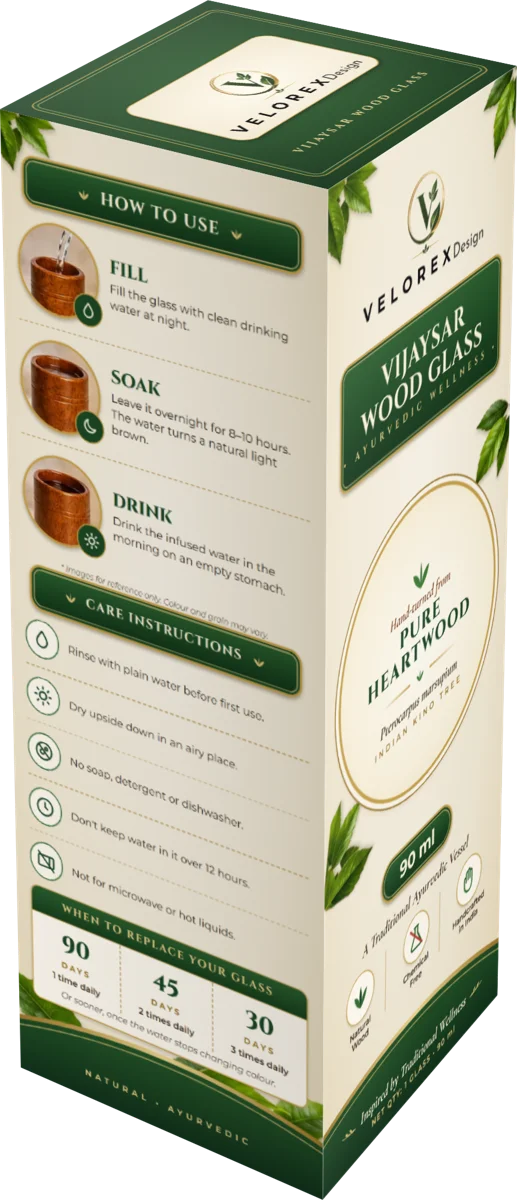 V
VELOREXDesign
VIJAYSAR WOOD GLASS
HOW TO USE
FILL
Fill the glass with clean drinking
water at night.
SOAK
Leave it overnight for 8–10 hours.
The water turns a natural light
brown.
DRINK
Drink the infused water in the
morning on an empty stomach.
* Images for reference only. Colour and grain may vary.
CARE INSTRUCTIONS
Rinse with plain water before first use.
Dry upside down in an airy place.
No soap, detergent or dishwasher.
Don't keep water in it over 12 hours.
Not for microwave or hot liquids.
WHEN TO REPLACE YOUR GLASS
90
DAYS
1 time daily
45
DAYS
2 times daily
30
DAYS
3 times daily
Or sooner, once the water stops changing colour.
NATURAL • AYURVEDIC
V
VELOREXDesign
VIJAYSAR
WOOD GLASS
• AYURVEDIC WELLNESS •
Hand-turned from
PURE
HEARTWOOD
Pterocarpus marsupium
INDIAN KINO TREE
90 ml
A Traditional Ayurvedic Vessel
Natural
Wood
Chemical
Free
Handcrafted
in India
Inspired by Traditional Wellness
NET QTY: 1 GLASS · 90 ml